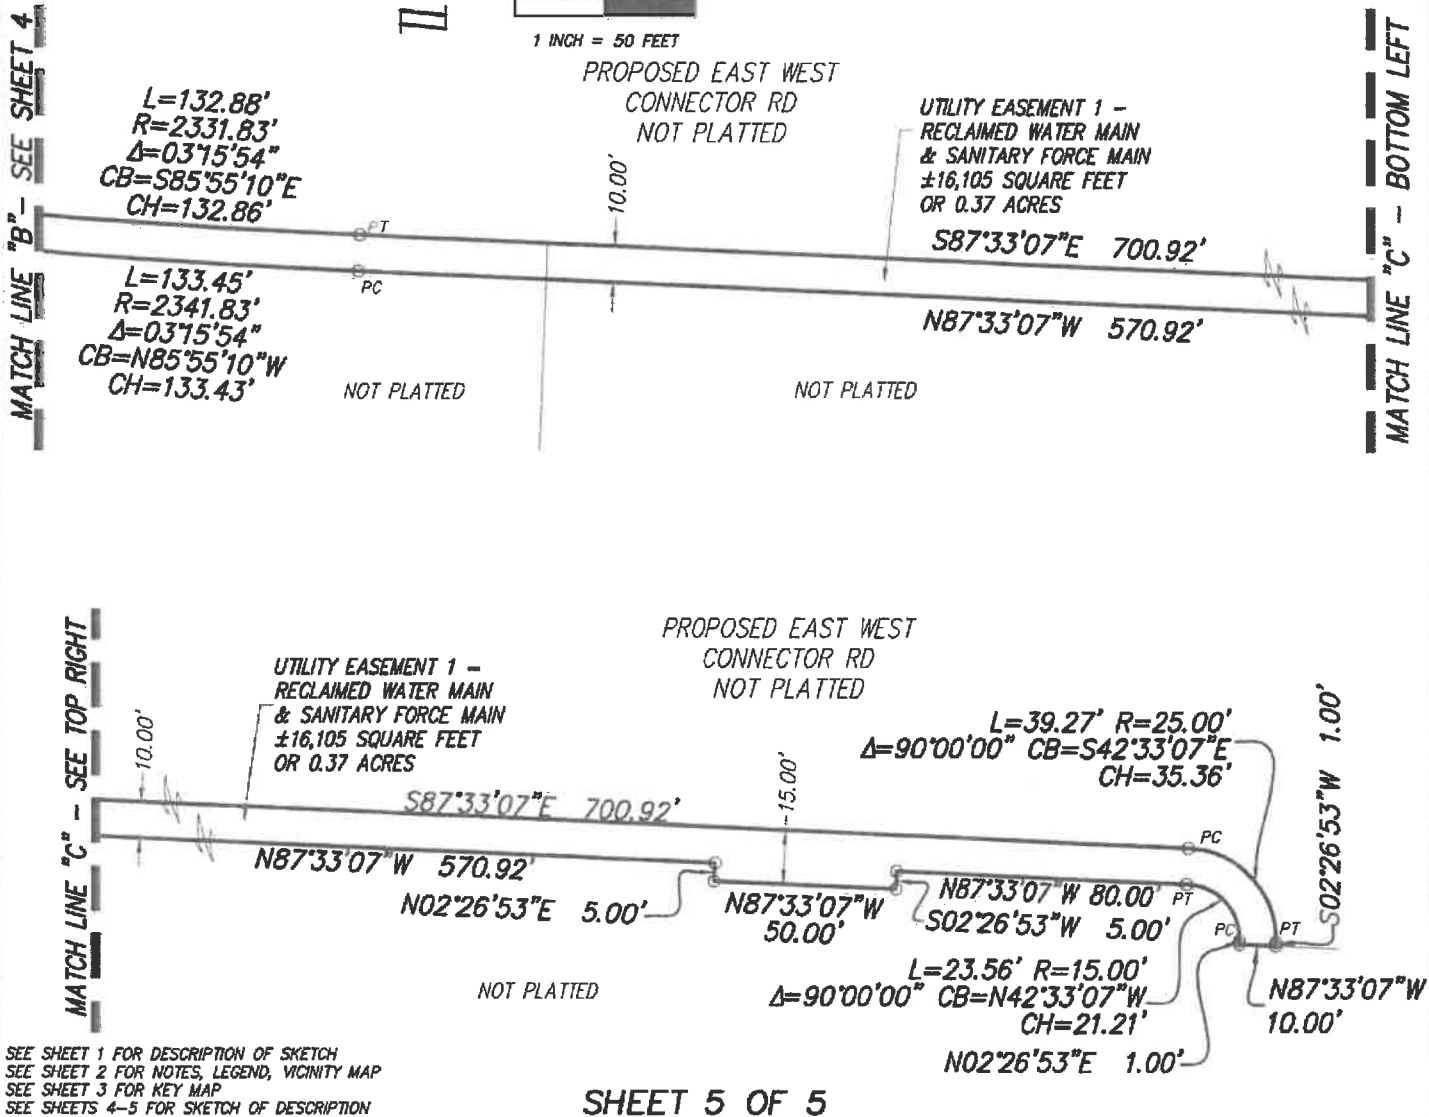 1 INCH = 50 FEET
PROPOSED EAST WEST
CONNECTOR RD
NOT PLATTED
MATCH LINE "B" - SEE SHEET 4
L=132.88'
R=2331.83'
Δ=03°15'54"
CB=S85°55'10"E
CH=132.86'
PT
10.00'
UTILITY EASEMENT 1 -
RECLAIMED WATER MAIN
& SANITARY FORCE MAIN
±16,105 SQUARE FEET
OR 0.37 ACRES
S87°33'07"E 700.92'
MATCH LINE "C" - BOTTOM LEFT
L=133.45'
R=2341.83'
Δ=03°15'54"
CB=N85°55'10"W
CH=133.43'
PC
N87°33'07"W 570.92'
NOT PLATTED
NOT PLATTED
PROPOSED EAST WEST
CONNECTOR RD
NOT PLATTED
MATCH LINE "C" - SEE TOP RIGHT
10.00'
UTILITY EASEMENT 1 -
RECLAIMED WATER MAIN
& SANITARY FORCE MAIN
±16,105 SQUARE FEET
OR 0.37 ACRES
S87°33'07"E 700.92'
15.00'
L=39.27' R=25.00'
Δ=90°00'00" CB=S42°33'07"E
CH=35.36'
S02°26'53"W 1.00'
PC
N87°33'07"W 570.92'
N02°26'53"E 5.00'
N87°33'07"W
50.00'
N87°33'07"W 80.00'
PT
S02°26'53"W 5.00'
PC
PT
L=23.56' R=15.00'
Δ=90°00'00" CB=N42°33'07"W
CH=21.21'
N87°33'07"W
10.00'
N02°26'53"E 1.00'
NOT PLATTED
SEE SHEET 1 FOR DESCRIPTION OF SKETCH
SEE SHEET 2 FOR NOTES, LEGEND, VICINITY MAP
SEE SHEET 3 FOR KEY MAP
SEE SHEETS 4-5 FOR SKETCH OF DESCRIPTION
SHEET 5 OF 5